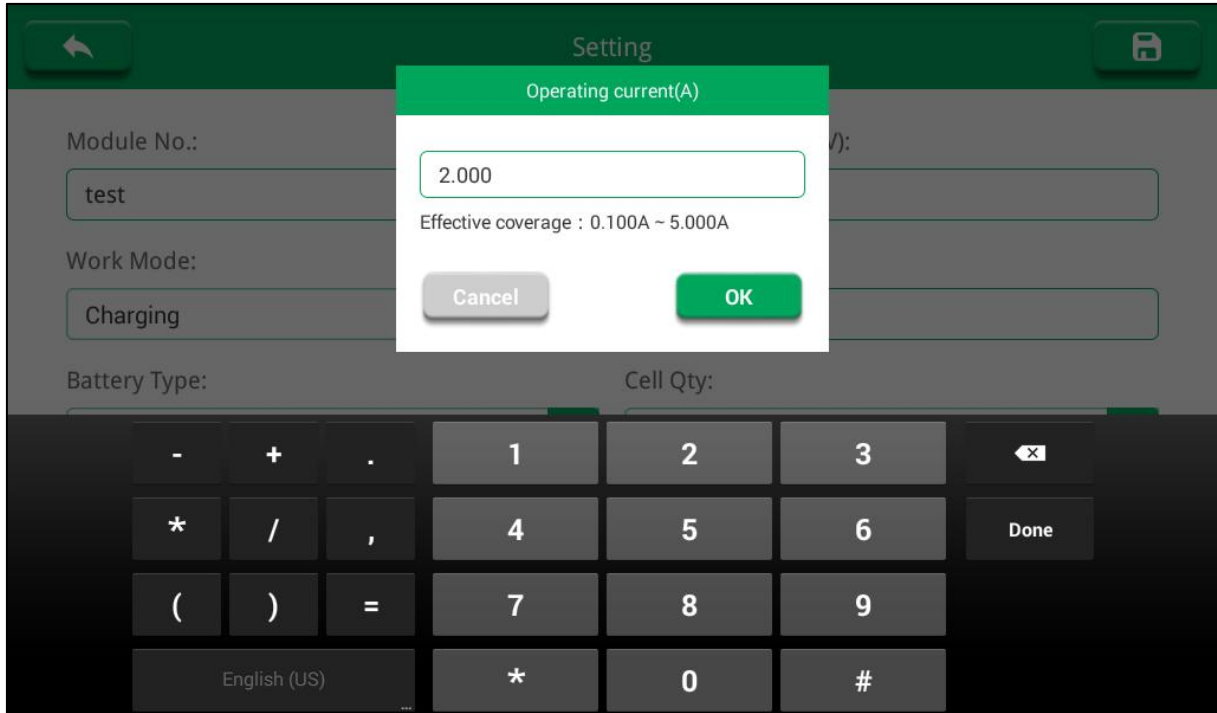 Setting
Operating current(A)
Module No.:
V):
test
2.000
Effective coverage：0.100A ~ 5.000A
Work Mode:
Charging
Cancel
OK
Battery Type:
Cell Qty:
- + . 1 2 3
* / , 4 5 6 Done
( ) = 7 8 9
English (US) ... * 0 #